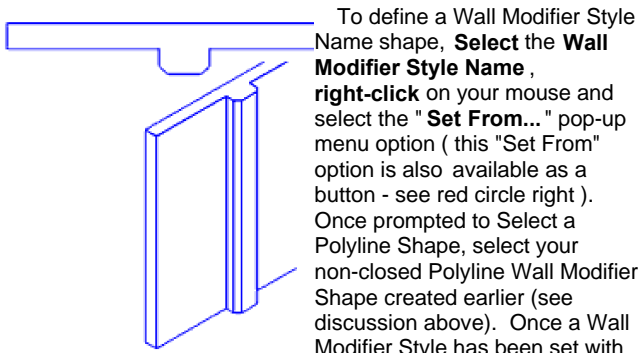 To define a Wall Modifier Style
Name shape, Select the Wall
Modifier Style Name ,
right-click on your mouse and
select the " Set From... " pop-up
menu option ( this "Set From"
option is also available as a
button - see red circle right ).
Once prompted to Select a
Polyline Shape, select your
non-closed Polyline Wall Modifier
Shape created earlier (see
discussion above). Once a Wall
Modifier Style has been set with